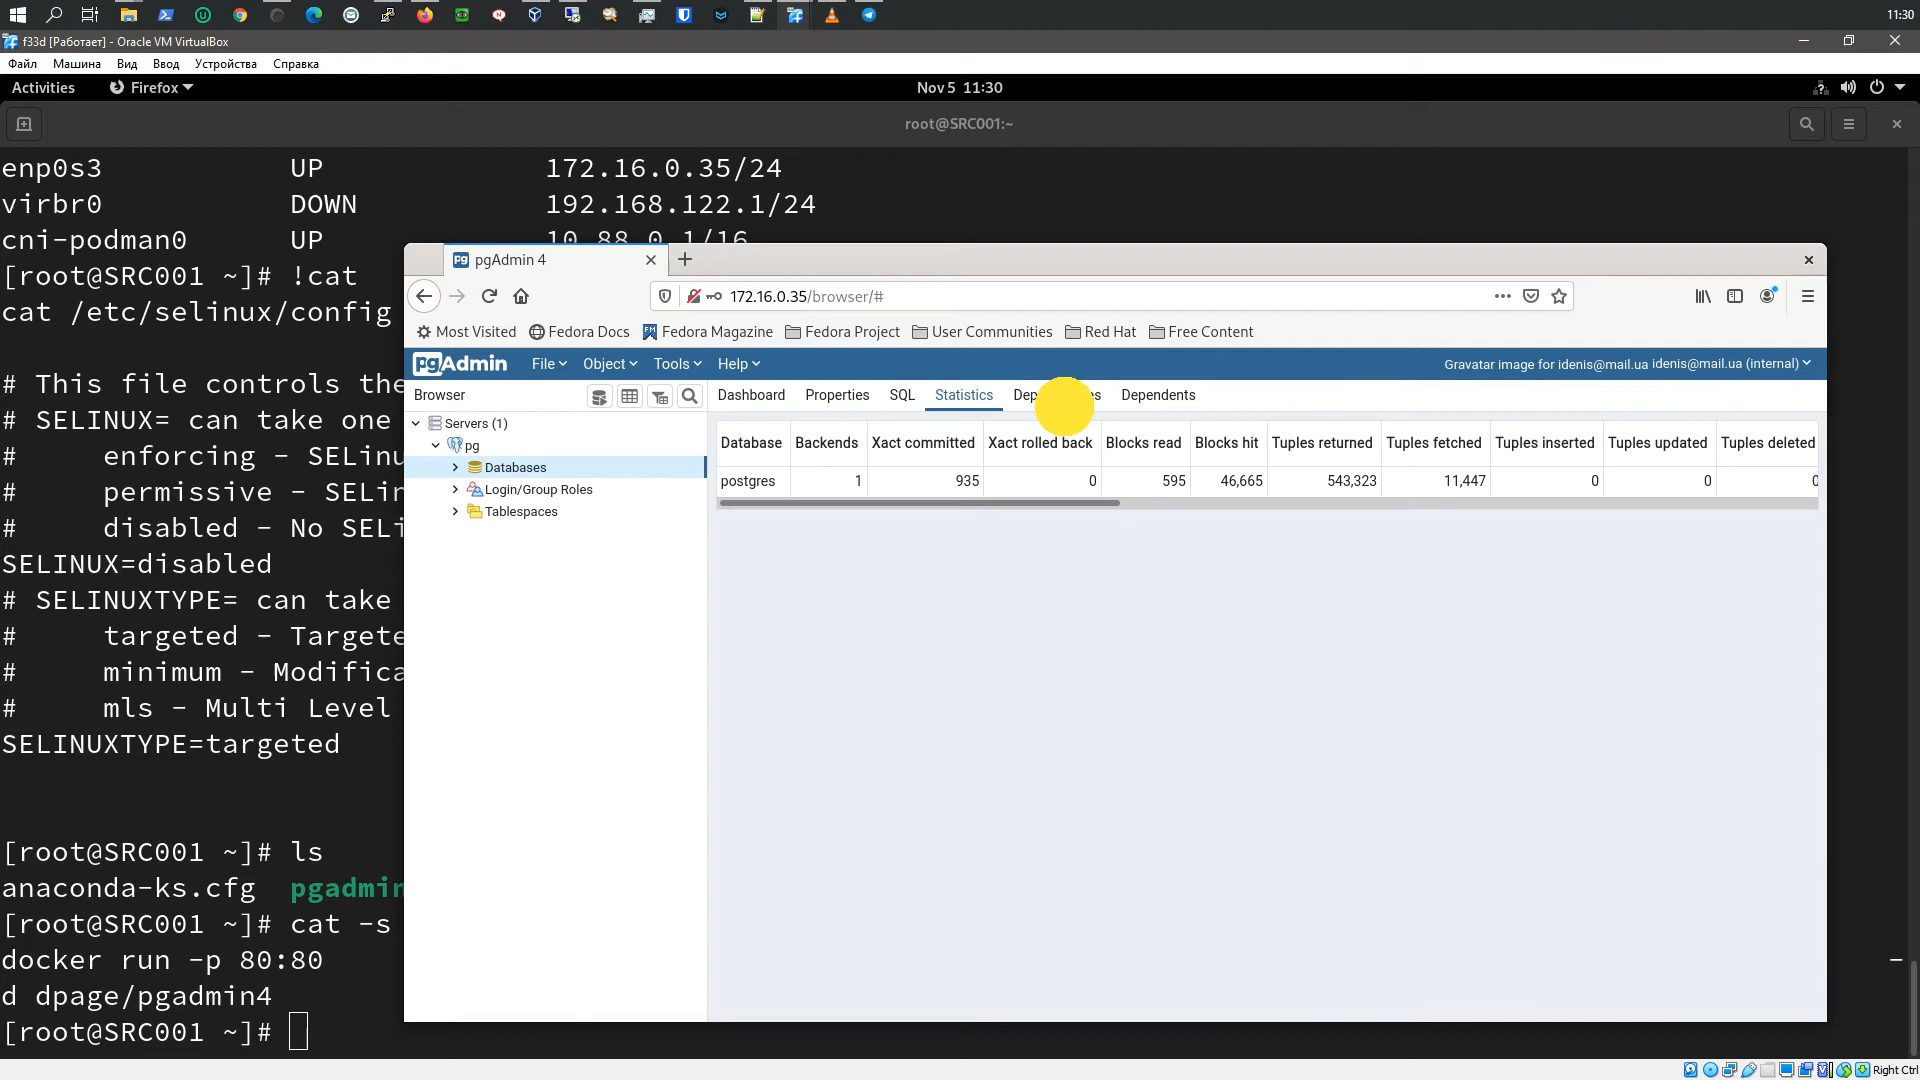 11:30
f33d [Работает] - Oracle VM VirtualBox
Файл Машина Вид Ввод Устройства Справка
Activities Firefox Nov 5 11:30
root@SRC001:~
enp0s3 UP 172.16.0.35/24
virbr0 DOWN 192.168.122.1/24
cni-podman0 UP 10.88.0.1/16
[root@SRC001 ~]# !cat
cat /etc/selinux/config
# This file controls the
# SELINUX= can take one
# enforcing - SELinu
# permissive - SELin
# disabled - No SELi
SELINUX=disabled
# SELINUXTYPE= can take
# targeted - Targete
# minimum - Modifica
# mls - Multi Level
SELINUXTYPE=targeted
[root@SRC001 ~]# ls
anaconda-ks.cfg pgadmin
[root@SRC001 ~]# cat -s
docker run -p 80:80
d dpage/pgadmin4
[root@SRC001 ~]#
pgAdmin 4
172.16.0.35/browser/#
Most Visited Fedora Docs Fedora Magazine Fedora Project User Communities Red Hat Free Content
pgAdmin File Object Tools Help Gravatar image for idenis@mail.ua idenis@mail.ua (internal)
Browser
Servers (1)
pg
Databases
Login/Group Roles
Tablespaces
Dashboard Properties SQL Statistics Dependents
Database Backends Xact committed Xact rolled back Blocks read Blocks hit Tuples returned Tuples fetched Tuples inserted Tuples updated Tuples deleted
postgres 1 935 0 595 46,665 543,323 11,447 0 0 0
Right Ctrl